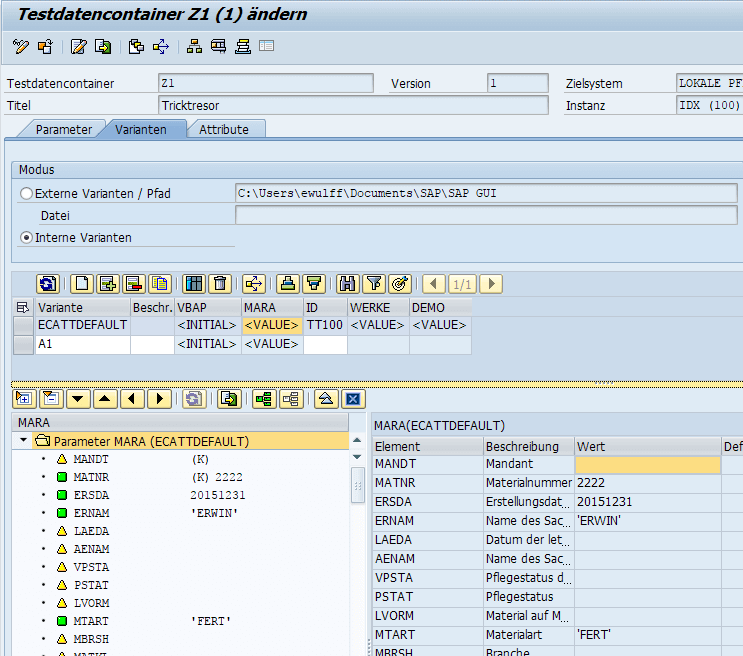 Testdatencontainer Z1 (1) ändern
Testdatencontainer Z1 Version 1 Zielsystem LOKALE PF
Titel Tricktresor Instanz IDX (100)
Parameter Varianten Attribute
Modus
Externe Varianten / Pfad C:\Users\ewulff\Documents\SAP\SAP GUI
Datei
Interne Varianten
1/1
Variante Beschr. VBAP MARA ID WERKE DEMO
ECATTDEFAULT <INITIAL> <VALUE> TT100 <VALUE> <VALUE>
A1 <INITIAL> <VALUE>
MARA
Parameter MARA (ECATTDEFAULT)
MANDT (K)
MATNR (K) 2222
ERSDA 20151231
ERNAM 'ERWIN'
LAEDA
AENAM
VPSTA
PSTAT
LVORM
MTART 'FERT'
MBRSH
MATKL
MARA(ECATTDEFAULT)
Element Beschreibung Wert Def
MANDT Mandant
MATNR Materialnummer 2222
ERSDA Erstellungsdat... 20151231
ERNAM Name des Sac... 'ERWIN'
LAEDA Datum der let...
AENAM Name des Sac...
VPSTA Pflegestatus d...
PSTAT Pflegestatus
LVORM Material auf M...
MTART Materialart 'FERT'
MBRSH Branche